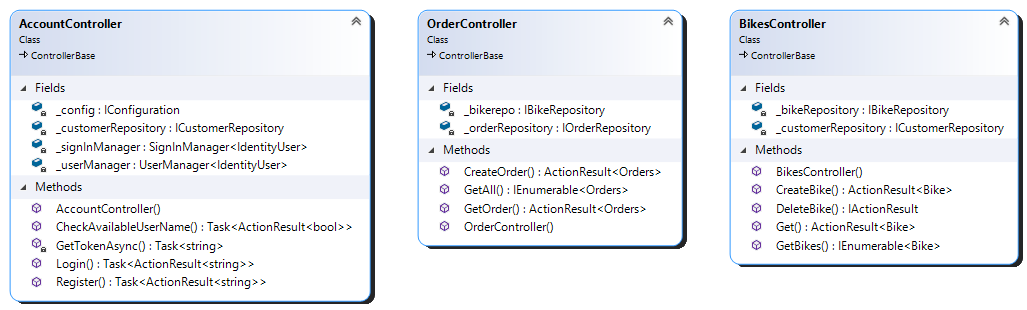 AccountController
Class
ControllerBase
Fields
_config : IConfiguration
_customerRepository : ICustomerRepository
_signInManager : SignInManager<IdentityUser>
_userManager : UserManager<IdentityUser>
Methods
AccountController()
CheckAvailableUserName() : Task<ActionResult<bool>>
GetTokenAsync() : Task<string>
Login() : Task<ActionResult<string>>
Register() : Task<ActionResult<string>>
OrderController
Class
ControllerBase
Fields
_bikerepo : IBikeRepository
_orderRepository : IOrderRepository
Methods
CreateOrder() : ActionResult<Orders>
GetAll() : IEnumerable<Orders>
GetOrder() : ActionResult<Orders>
OrderController()
BikesController
Class
ControllerBase
Fields
_bikeRepository : IBikeRepository
_customerRepository : ICustomerRepository
Methods
BikesController()
CreateBike() : ActionResult<Bike>
DeleteBike() : IActionResult
Get() : ActionResult<Bike>
GetBikes() : IEnumerable<Bike>